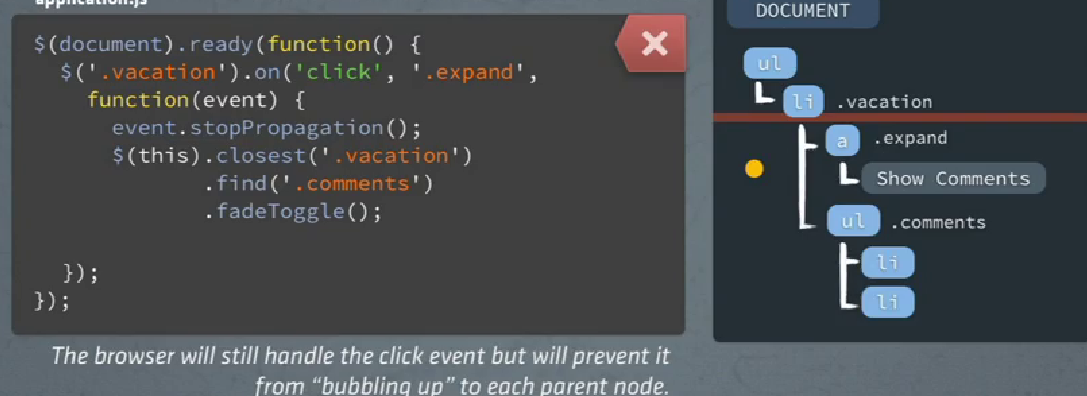 application.js
$(document).ready(function() {
$('.vacation').on('click', '.expand',
function(event) {
event.stopPropagation();
$(this).closest('.vacation')
.find('.comments')
.fadeToggle();
});
});
The browser will still handle the click event but will prevent it
from “bubbling up” to each parent node.
DOCUMENT
ul
li .vacation
a .expand
Show Comments
ul .comments
li
li